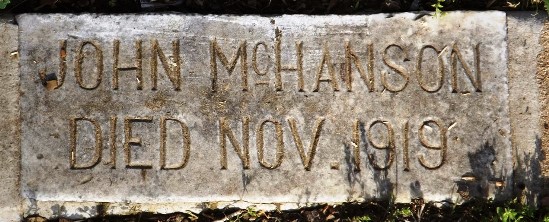 JOHN McHANSON
DIED NOV. 1919